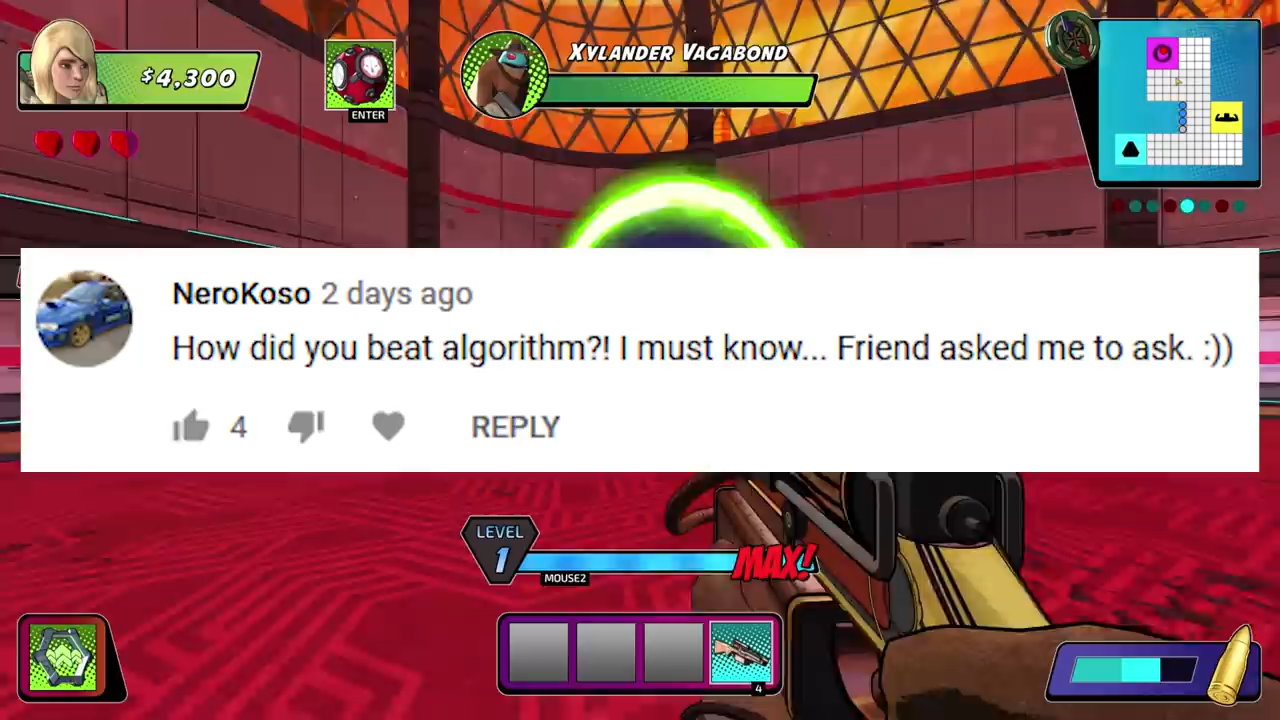 $4,300
ENTER
XYLANDER VAGABOND
NeroKoso 2 days ago
How did you beat algorithm?! I must know... Friend asked me to ask. :))
4
REPLY
LEVEL
1
MAX!
MOUSE2
4